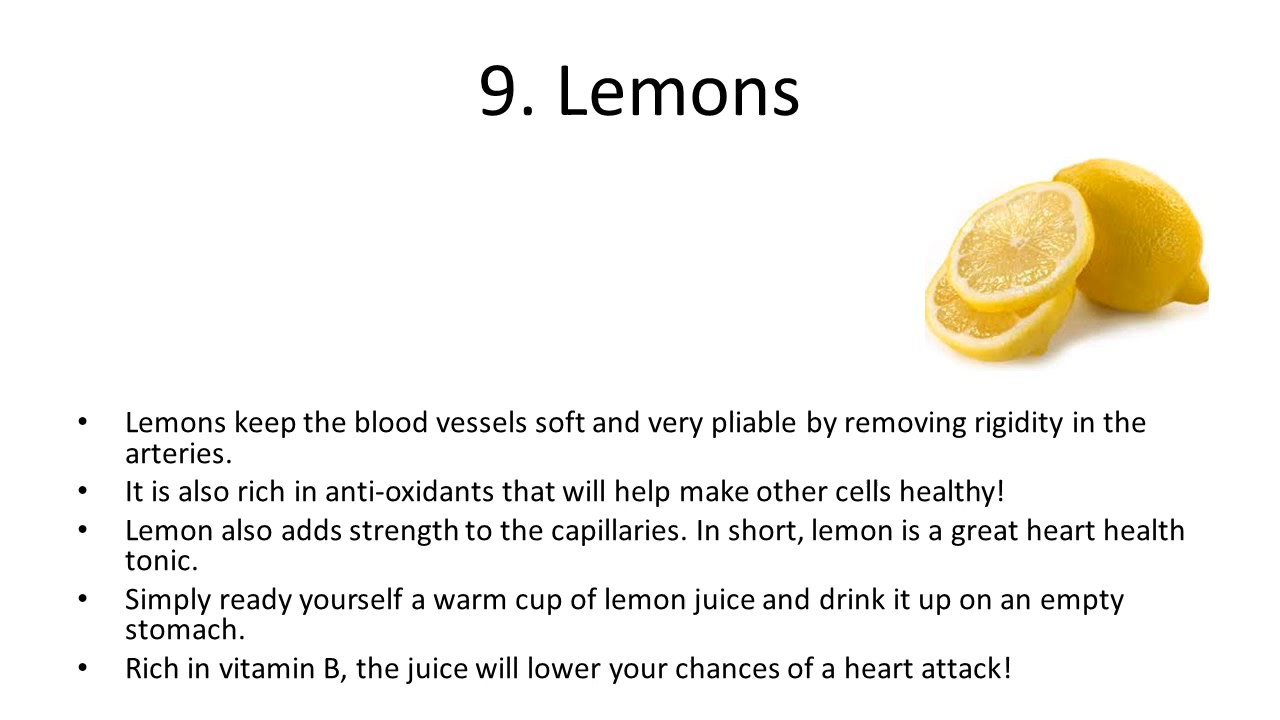 9. Lemons
• Lemons keep the blood vessels soft and very pliable by removing rigidity in the
arteries.
• It is also rich in anti-oxidants that will help make other cells healthy!
• Lemon also adds strength to the capillaries. In short, lemon is a great heart health
tonic.
• Simply ready yourself a warm cup of lemon juice and drink it up on an empty
stomach.
• Rich in vitamin B, the juice will lower your chances of a heart attack!